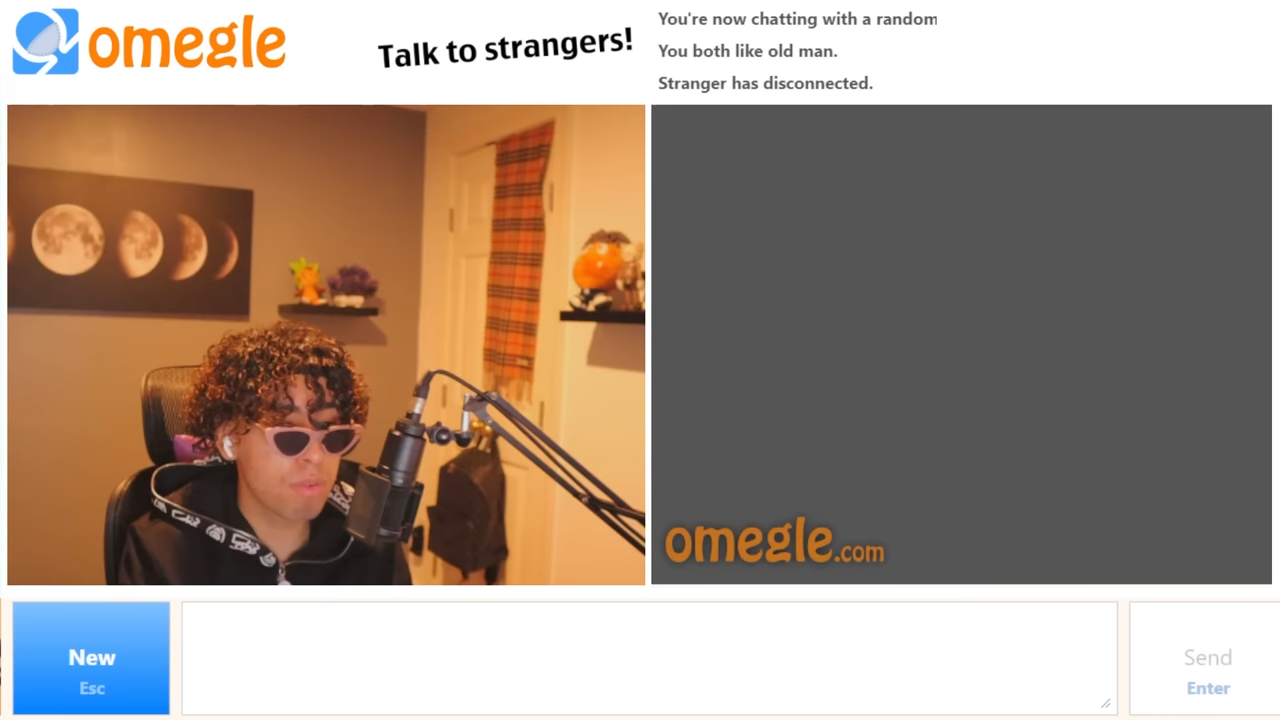 omegle
Talk to strangers!
You're now chatting with a random
You both like old man.
Stranger has disconnected.
omegle.com
New
Esc
Send
Enter